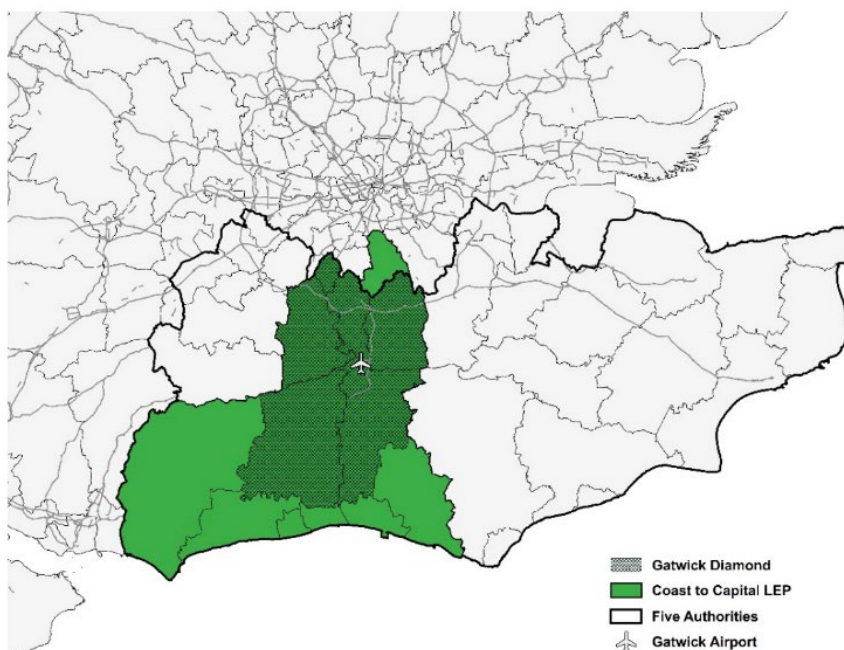 Gatwick Diamond
Coast to Capital LEP
Five Authorities
Gatwick Airport